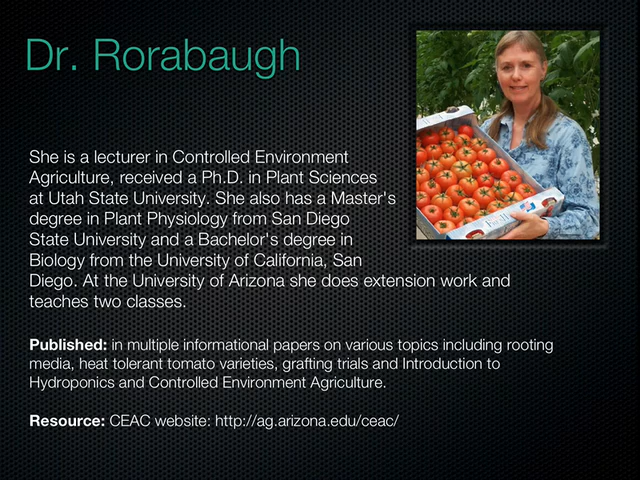 Dr. Rorabaugh
She is a lecturer in Controlled Environment
Agriculture, received a Ph.D. in Plant Sciences
at Utah State University. She also has a Master's
degree in Plant Physiology from San Diego
State University and a Bachelor's degree in
Biology from the University of California, San
Diego. At the University of Arizona she does extension work and
teaches two classes.
Published: in multiple informational papers on various topics including rooting
media, heat tolerant tomato varieties, grafting trials and Introduction to
Hydroponics and Controlled Environment Agriculture.
Resource: CEAC website: http://ag.arizona.edu/ceac/